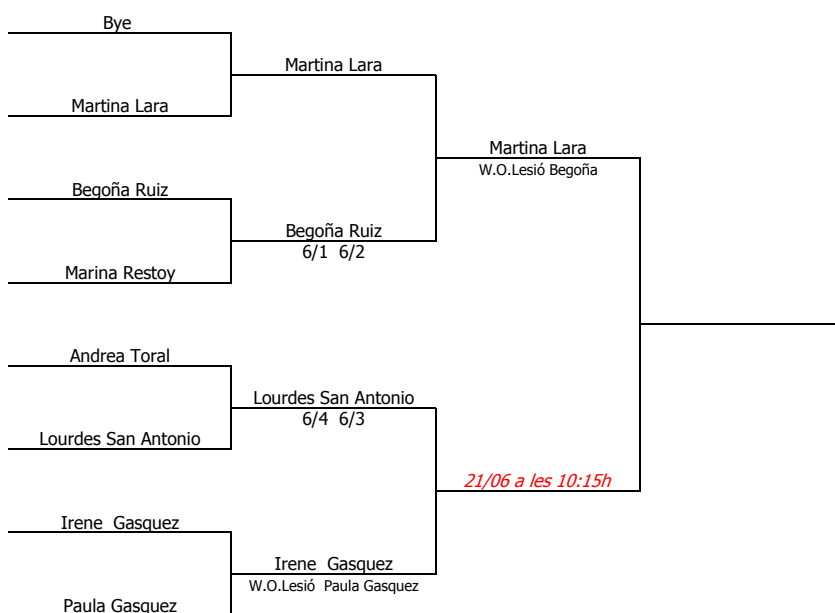 Bye
Martina Lara
Martina Lara
Martina Lara
W.O.Lesió Begoña
Begoña Ruiz
Begoña Ruiz
6/1  6/2
Marina Restoy
Andrea Toral
Lourdes San Antonio
6/4  6/3
Lourdes San Antonio
21/06 a les 10:15h
Irene  Gasquez
Irene  Gasquez
W.O.Lesió  Paula Gasquez
Paula Gasquez